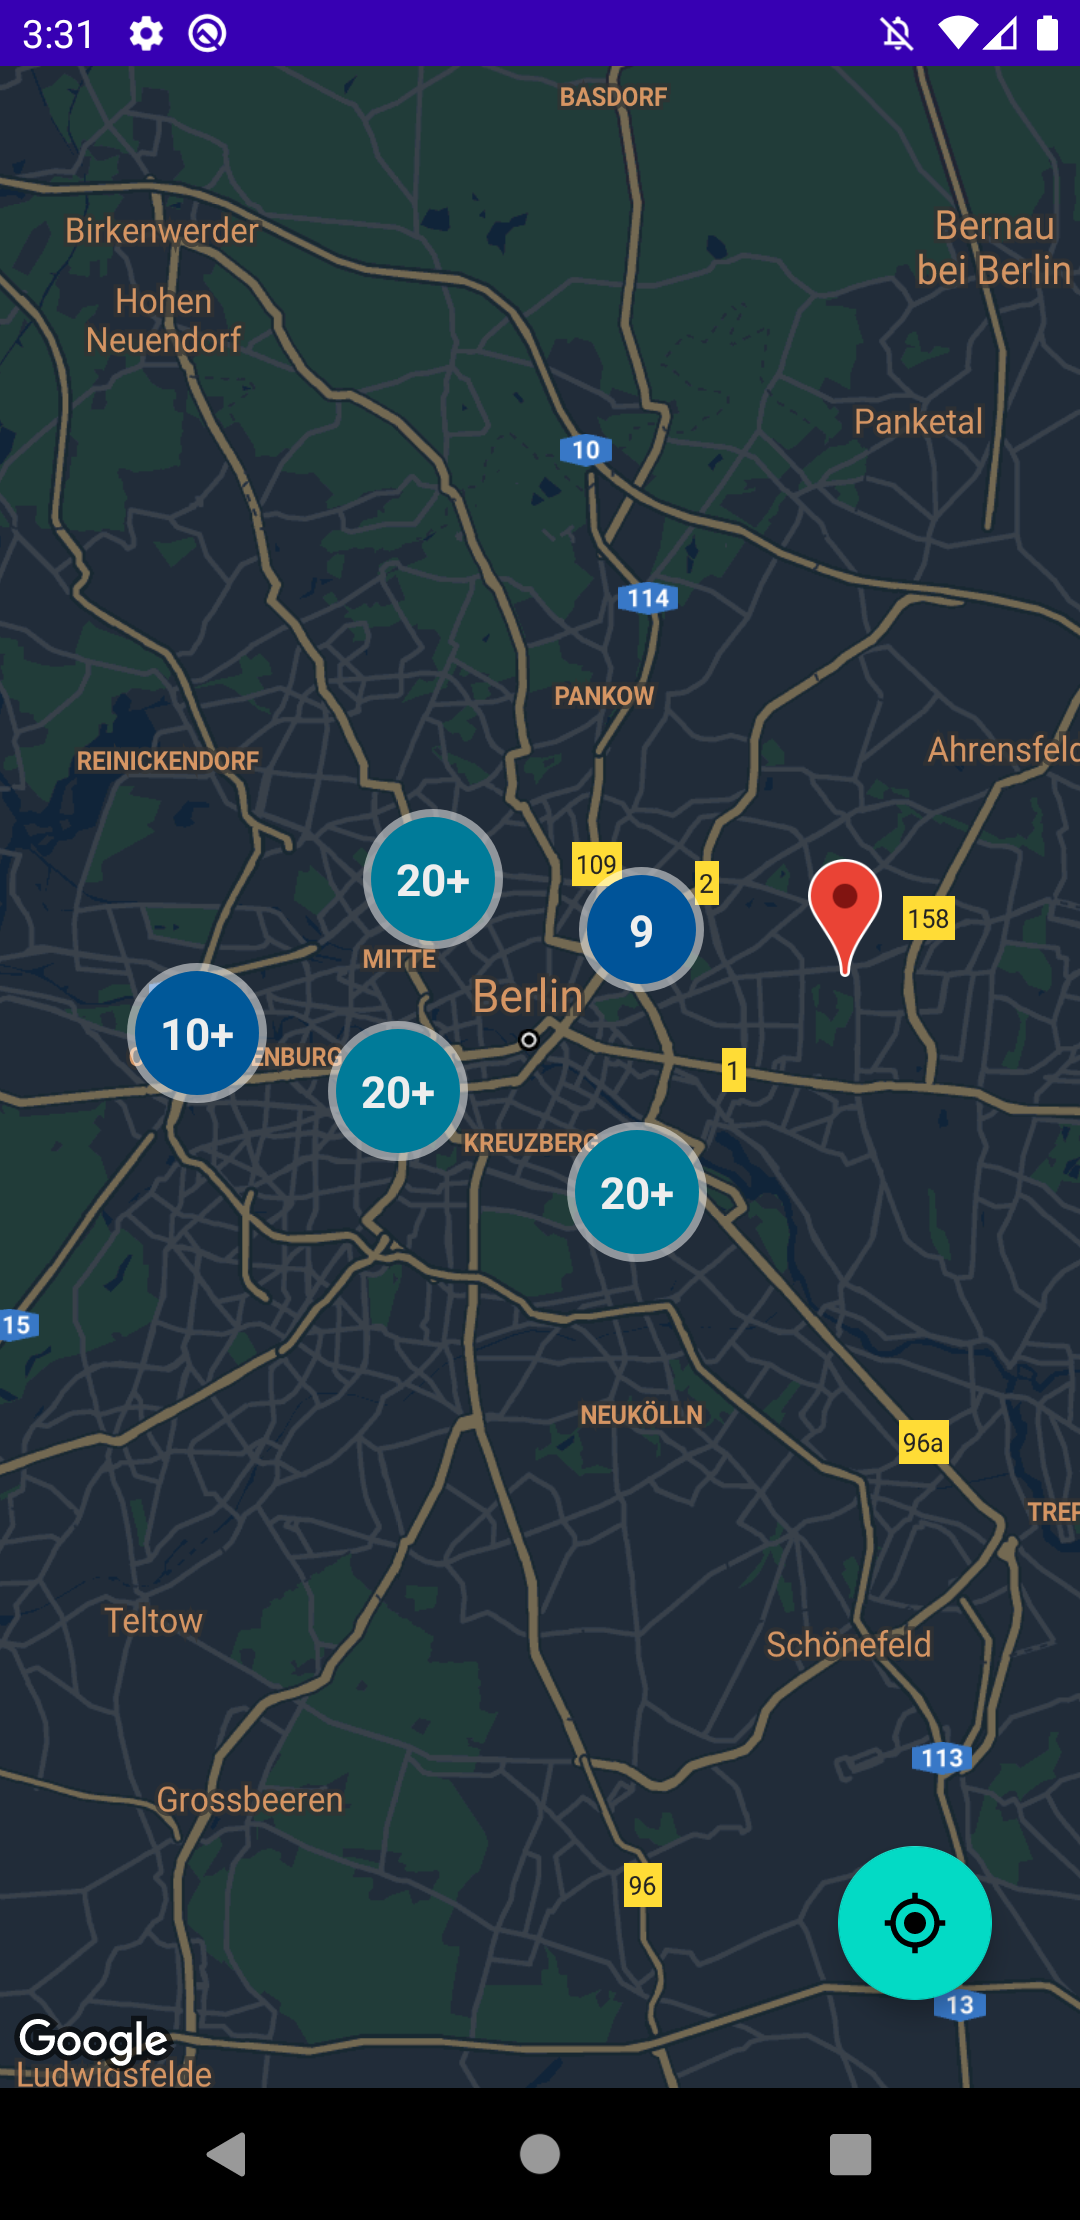 3:31
BASDORF
Birkenwerder
Bernau
bei Berlin
Hohen
Neuendorf
Panketal
10
114
PANKOW
Ahrensfeld
REINICKENDORF
109
20+
2
9
158
MITTE
Berlin
10+
ENBURG
1
20+
KREUZBERG
20+
15
NEUKÖLLN
96a
TREP
Teltow
Schönefeld
113
Grossbeeren
96
13
Google
Ludwigsfelde